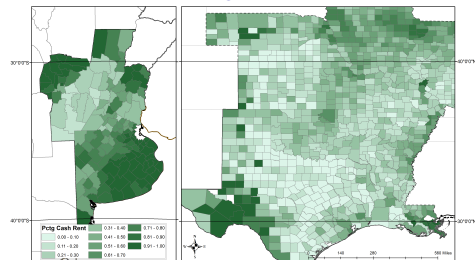 30°0'0"S
40°0'0"S
40°0'0"N
30°0'0"N
Pctg Cash Rent
0.00 - 0.10
0.11 - 0.20
0.21 - 0.30
0.31 - 0.40
0.41 - 0.50
0.51 - 0.60
0.61 - 0.70
0.71 - 0.80
0.81 - 0.90
0.91 - 1.00
140
280
560 Miles